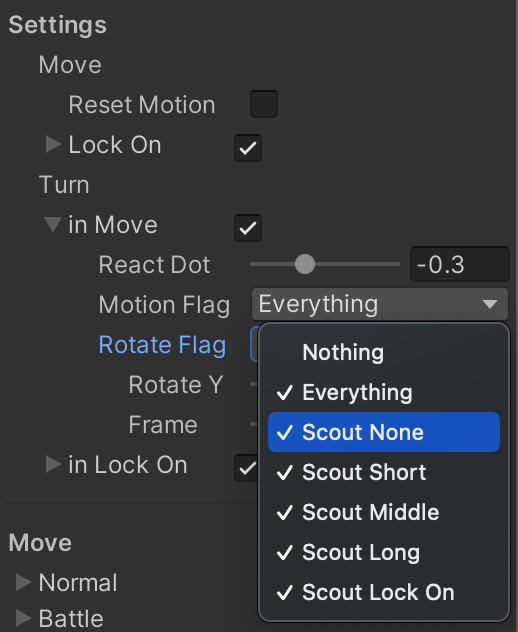 Settings
Move
Reset Motion
Lock On
Turn
in Move
React Dot -0.3
Motion Flag Everything
Rotate Flag
Nothing
Rotate Y
Everything
Frame
Scout None
in Lock On
Scout Short
Scout Middle
Move
Scout Long
Normal
Scout Lock On
Battle